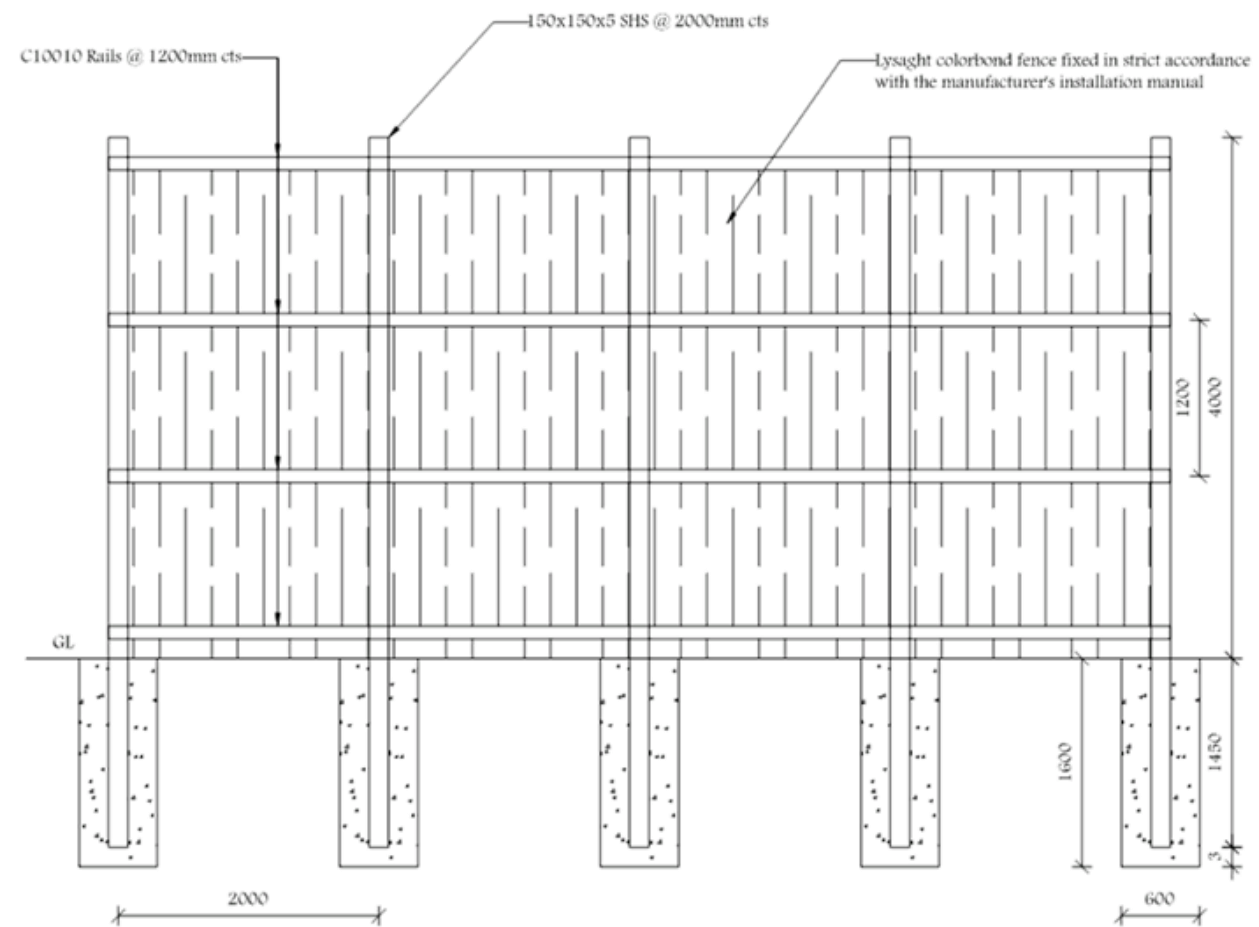 150x150x5 SHS @ 2000mm cts
C10010 Rails @ 1200mm cts
Lysaght colorbond fence fixed in strict accordance
with the manufacturer's installation manual
1200
4000
GL
1600
1450
3
2000
600